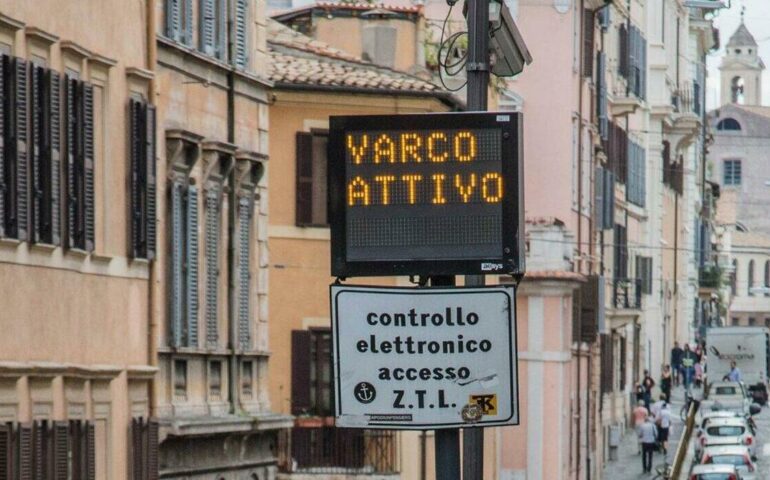 VARCO
ATTIVO
controllo
elettronico
accesso
Z.T.L.